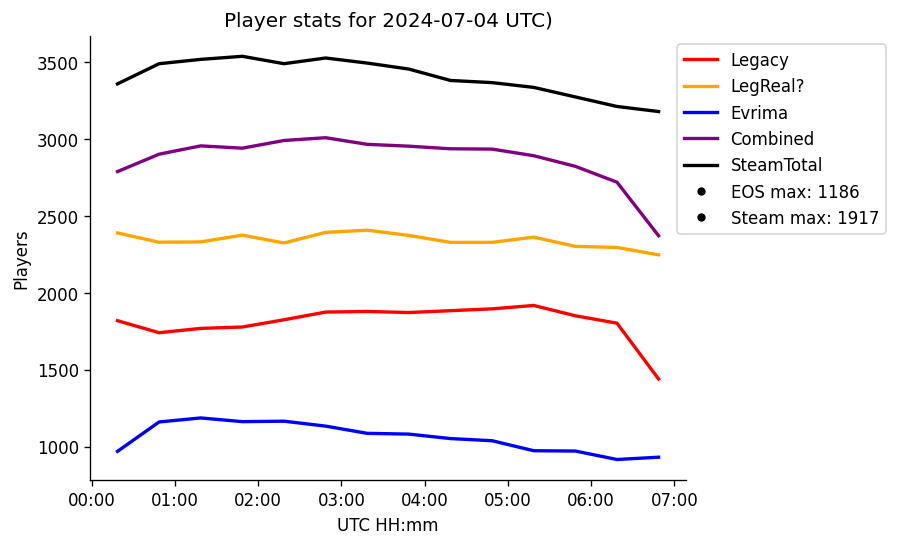 Player stats for 2024-07-04 UTC)
Players
3500
3000
2500
2000
1500
1000
00:00 01:00 02:00 03:00 04:00 05:00 06:00 07:00
UTC HH:mm
Legacy
LegReal?
Evrima
Combined
SteamTotal
EOS max: 1186
Steam max: 1917